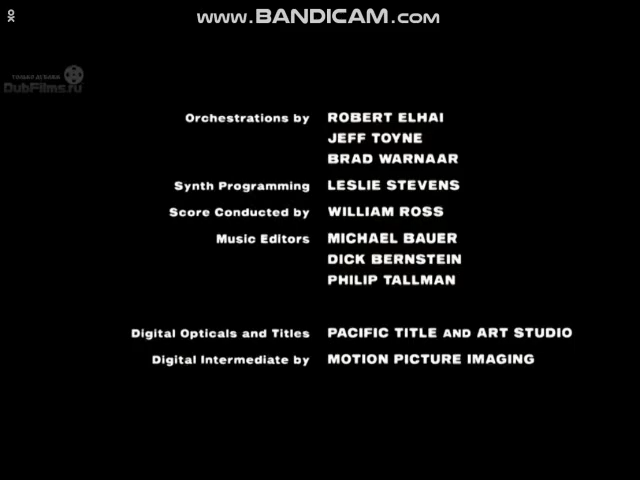 www.BANDICAM.com
DubFilms.ru
Orchestrations by ROBERT ELHAI
JEFF TOYNE
BRAD WARNAAR
Synth Programming LESLIE STEVENS
Score Conducted by WILLIAM ROSS
Music Editors MICHAEL BAUER
DICK BERNSTEIN
PHILIP TALLMAN
Digital Opticals and Titles PACIFIC TITLE AND ART STUDIO
Digital Intermediate by MOTION PICTURE IMAGING